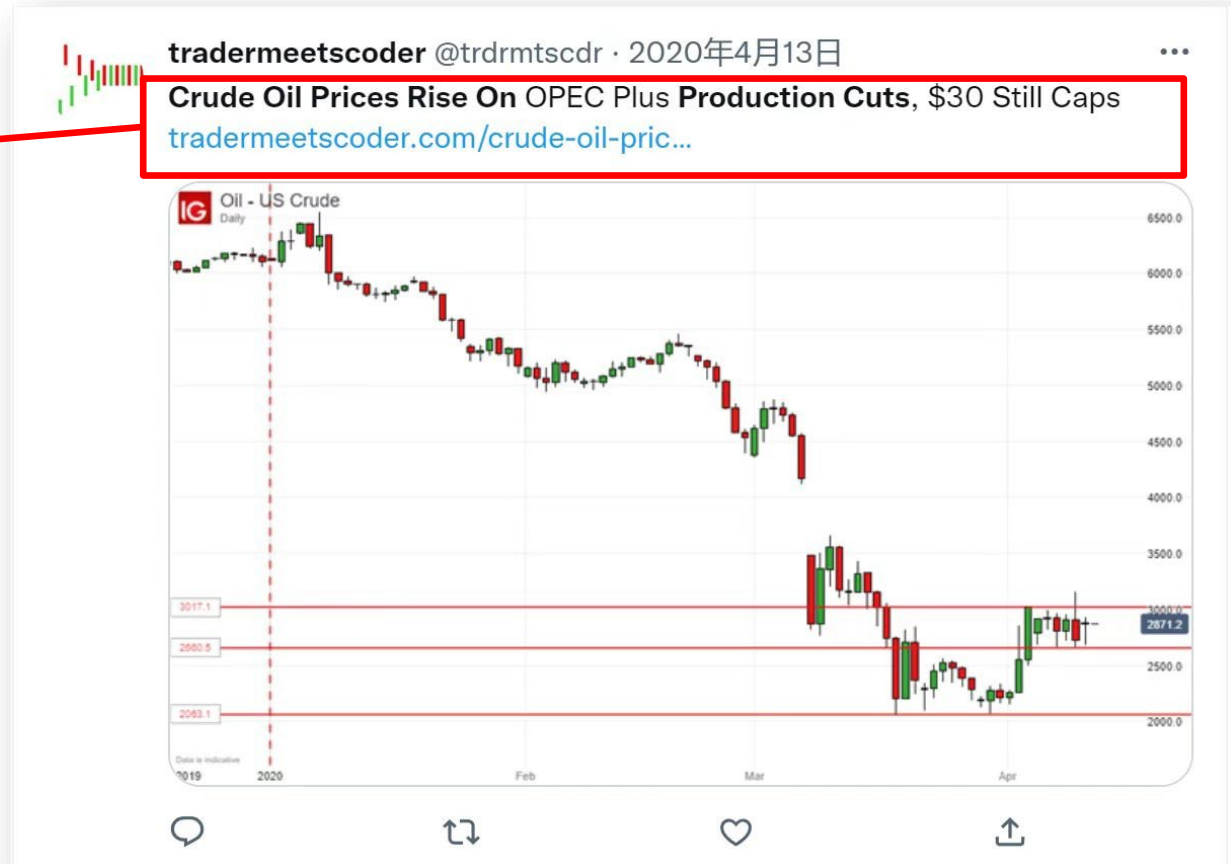 tradermeetscoder @trdrmtscdr · 2020年4月13日
Crude Oil Prices Rise On OPEC Plus Production Cuts, $30 Still Caps
tradermeetscoder.com/crude-oil-pric...
IG
Oil - US Crude
Daily
6500.0
6000.0
5500.0
5000.0
4500.0
4000.0
3500.0
3017.1
3000.0
2871.2
2660.5
2500.0
2063.1
2000.0
Data is indicative
2019 2020 Feb Mar Apr